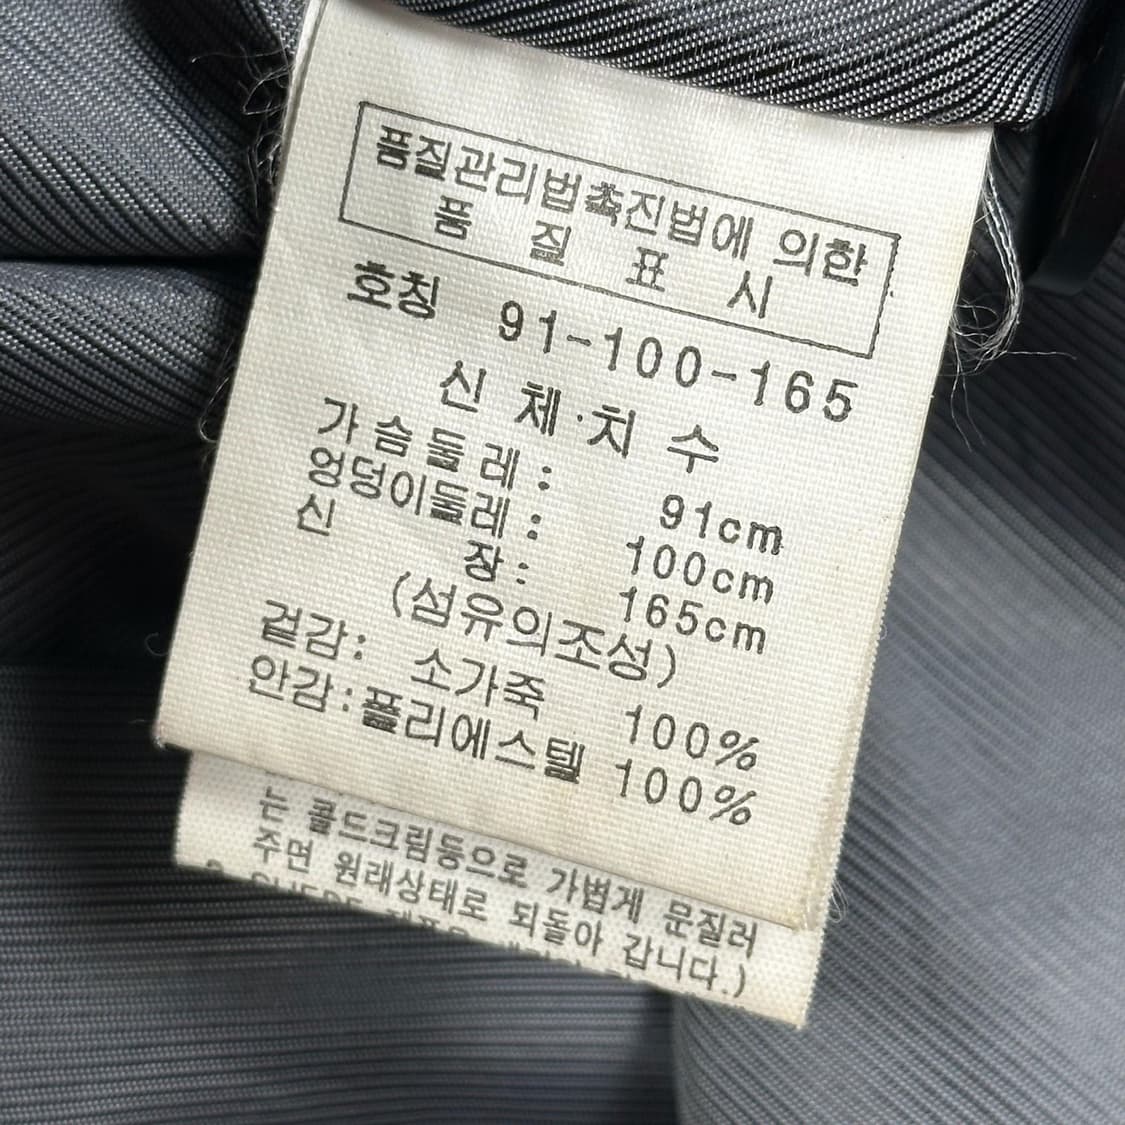 품질관리법촉진법에 의한
품 질 표 시
호칭 91-100-165
신 체·치 수
가슴둘레: 91cm
엉덩이둘레: 100cm
신 장: 165cm
(섬유의조성)
겉감: 소가죽 100%
안감:폴리에스텔 100%
는 콜드크림등으로 가볍게 문질러
주면 원래상태로 되돌아 갑니다.)